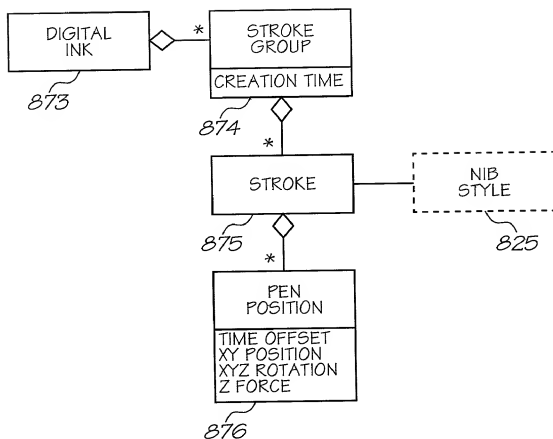 DIGITAL
INK
873
*
STROKE
GROUP
CREATION TIME
874
*
STROKE
875
NIB
STYLE
825
*
PEN
POSITION
TIME OFFSET
XY POSITION
XYZ ROTATION
Z FORCE
876